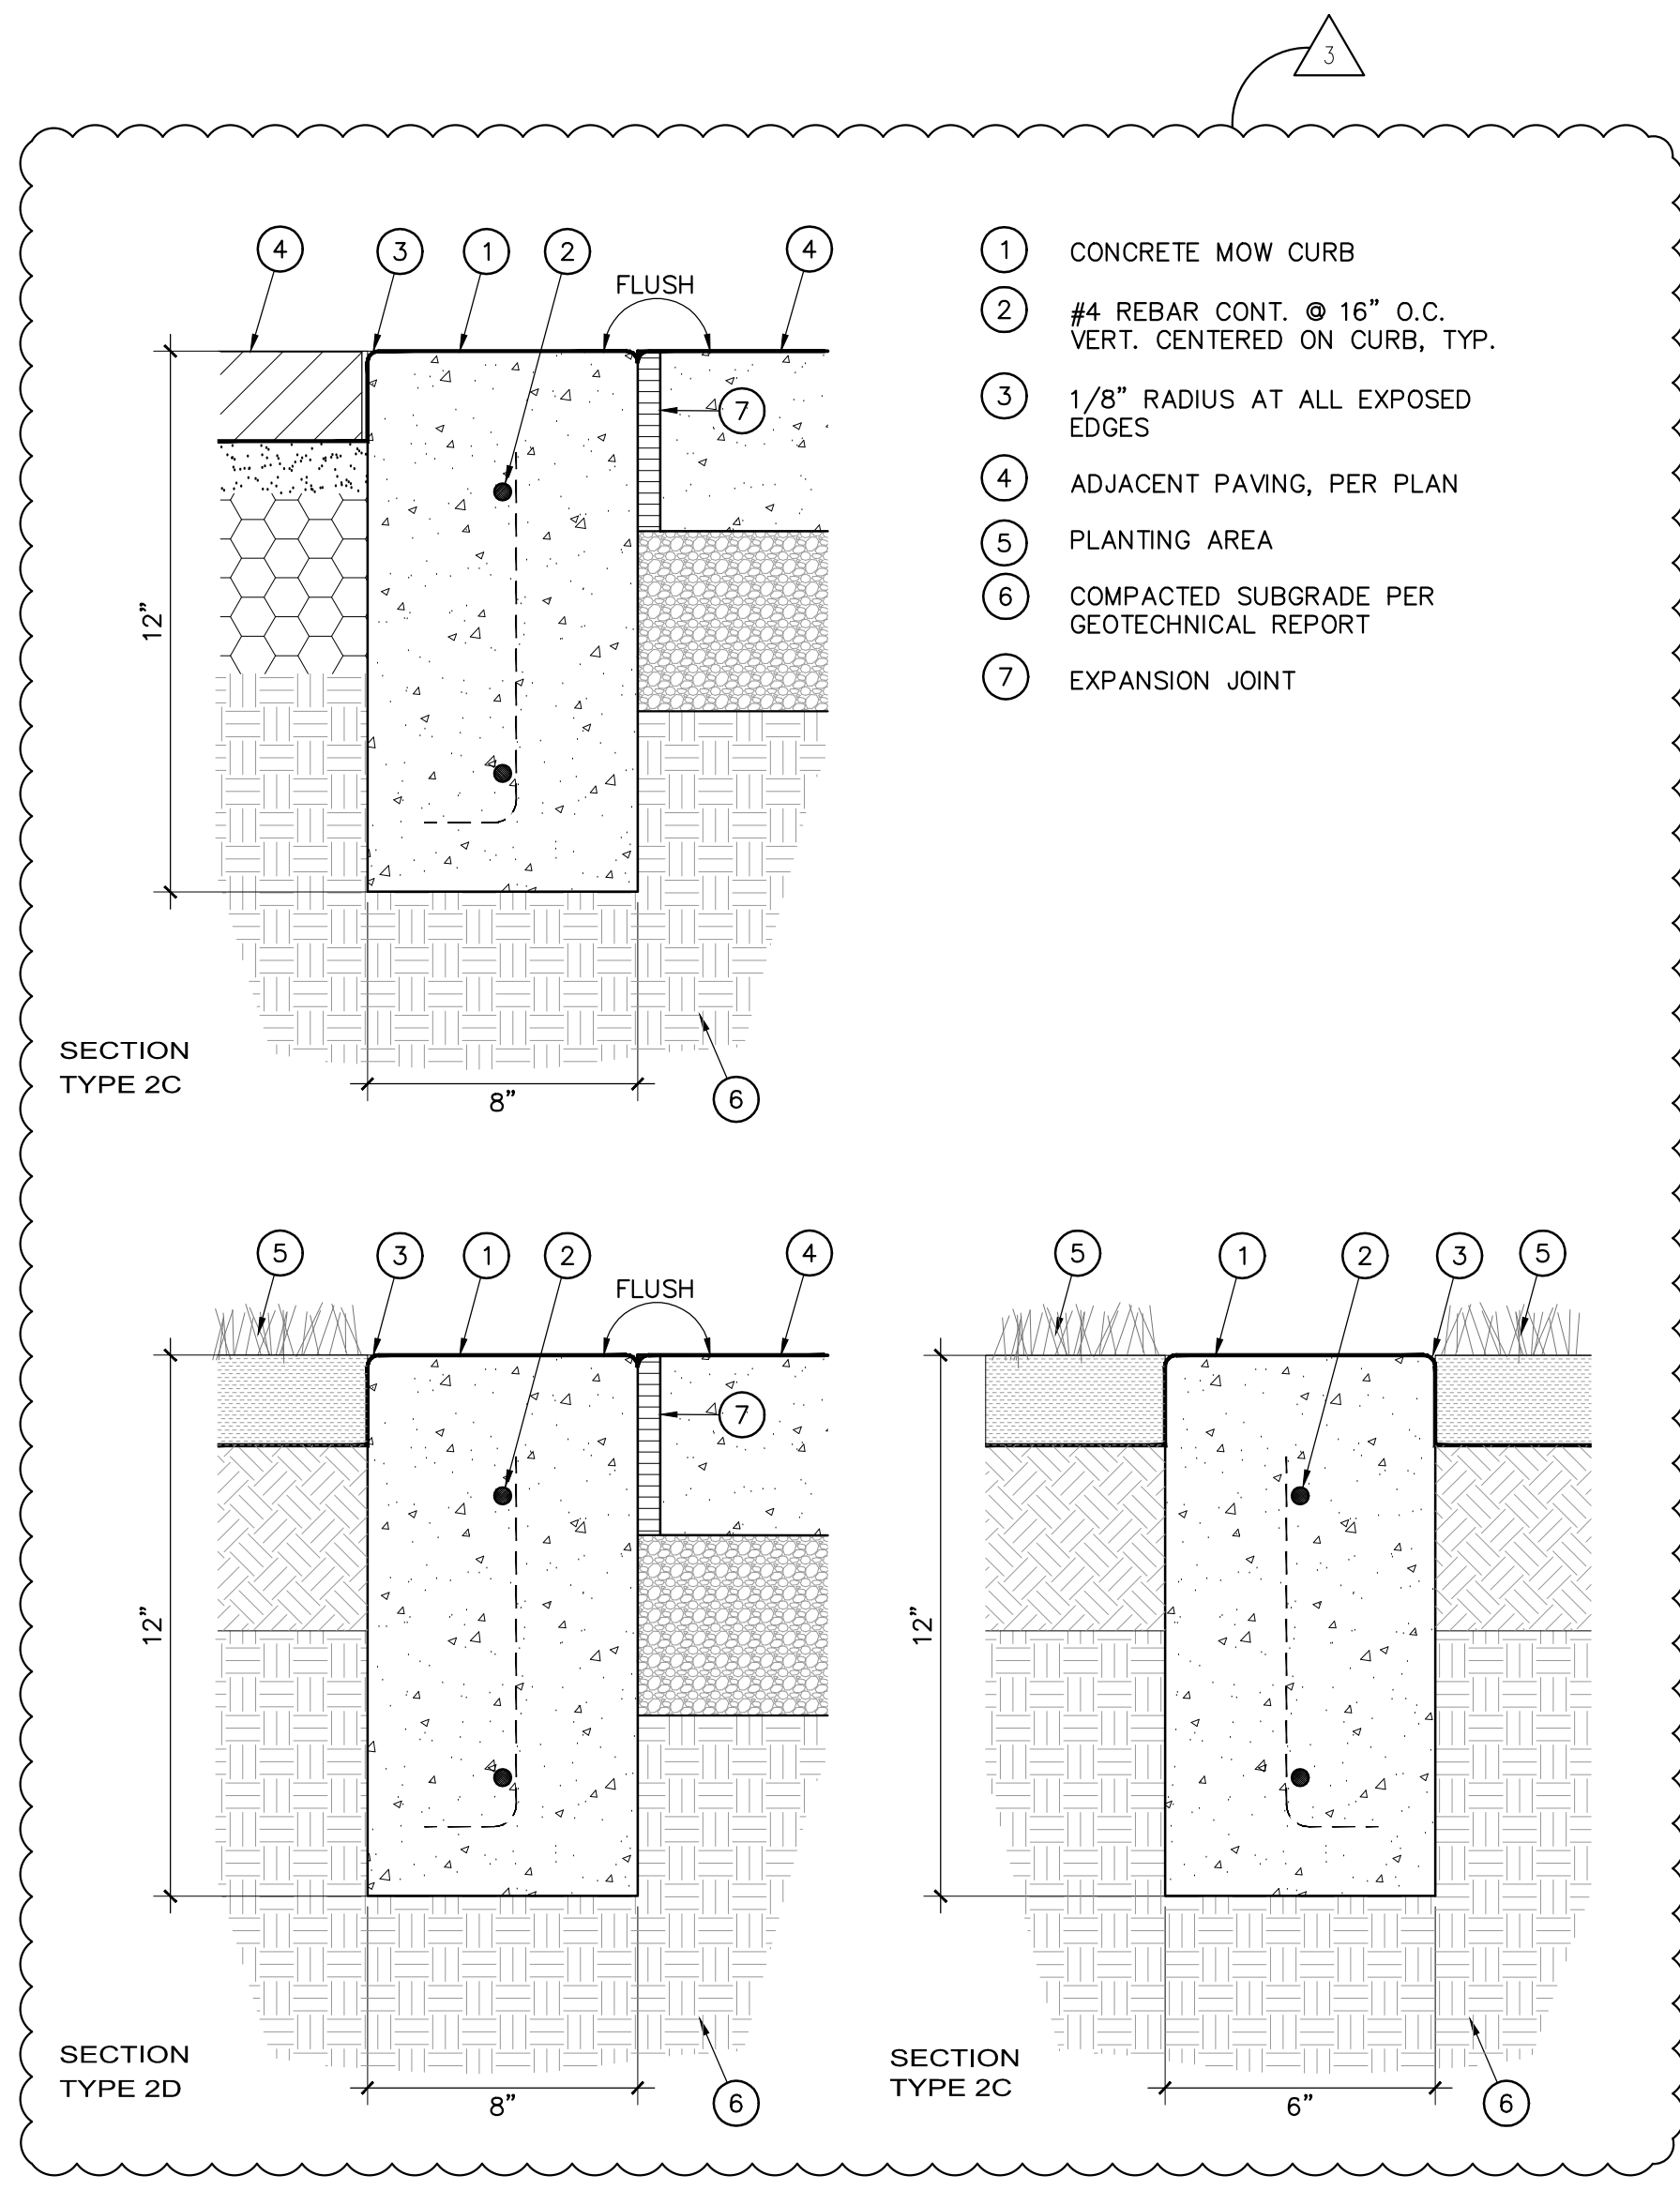 3
4
3
1
2
FLUSH
4
7
12"
8"
6
SECTION
TYPE 2C
1 CONCRETE MOW CURB
2 #4 REBAR CONT. @ 16" O.C.
VERT. CENTERED ON CURB, TYP.
3 1/8" RADIUS AT ALL EXPOSED
EDGES
4 ADJACENT PAVING, PER PLAN
5 PLANTING AREA
6 COMPACTED SUBGRADE PER
GEOTECHNICAL REPORT
7 EXPANSION JOINT
5
3
1
2
FLUSH
4
7
12"
8"
6
SECTION
TYPE 2D
5
1
2
3
5
12"
6"
6
SECTION
TYPE 2C